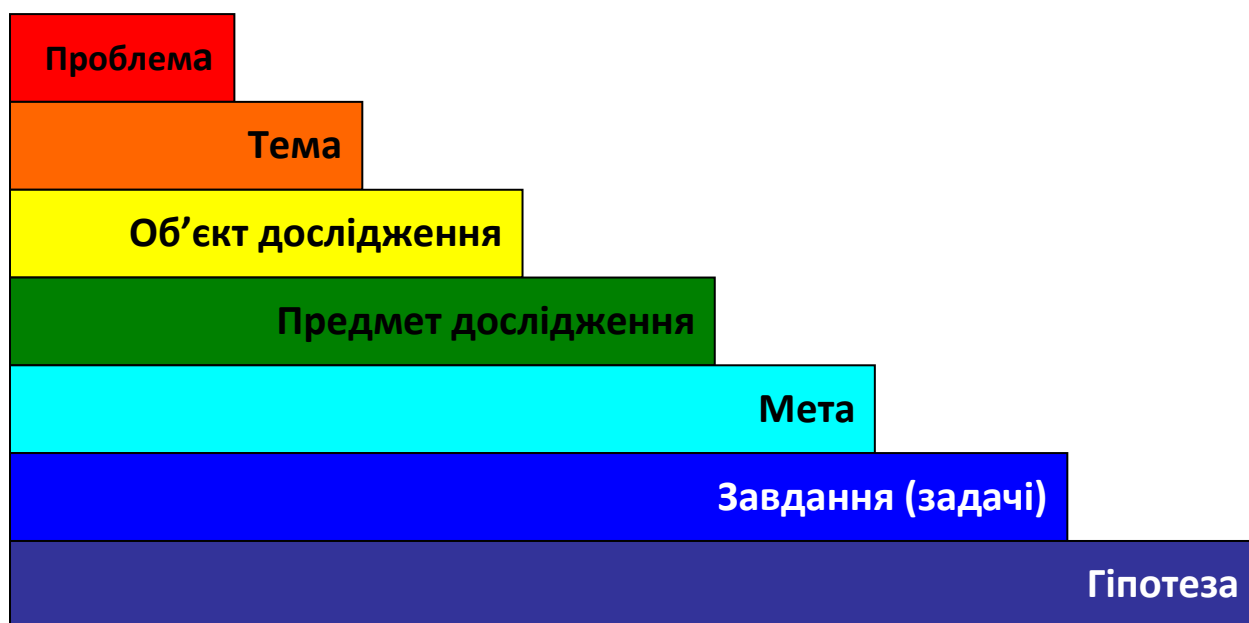 Проблема
Тема
Об’єкт дослідження
Предмет дослідження
Мета
Завдання (задачі)
Гіпотеза